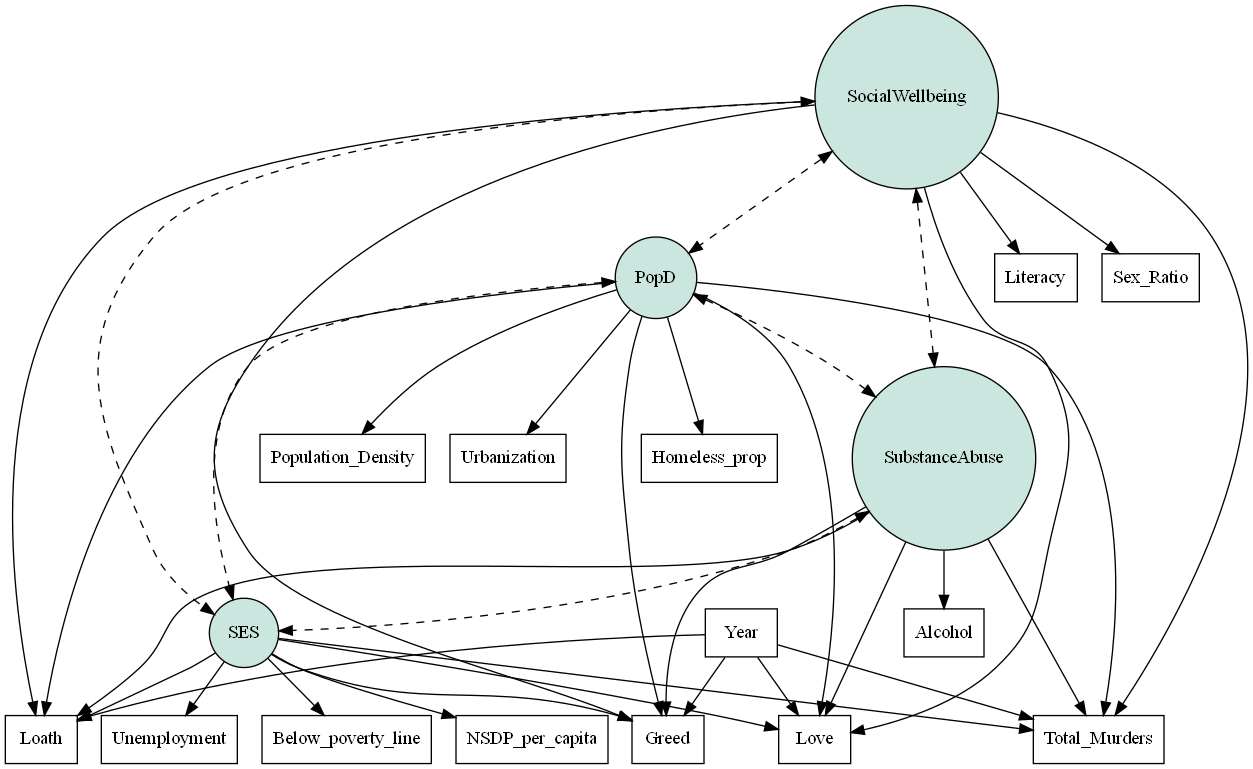 SocialWellbeing
PopD
Literacy
Sex_Ratio
Population_Density
Urbanization
Homeless_prop
SubstanceAbuse
SES
Year
Alcohol
Loath
Unemployment
Below_poverty_line
NSDP_per_capita
Greed
Love
Total_Murders